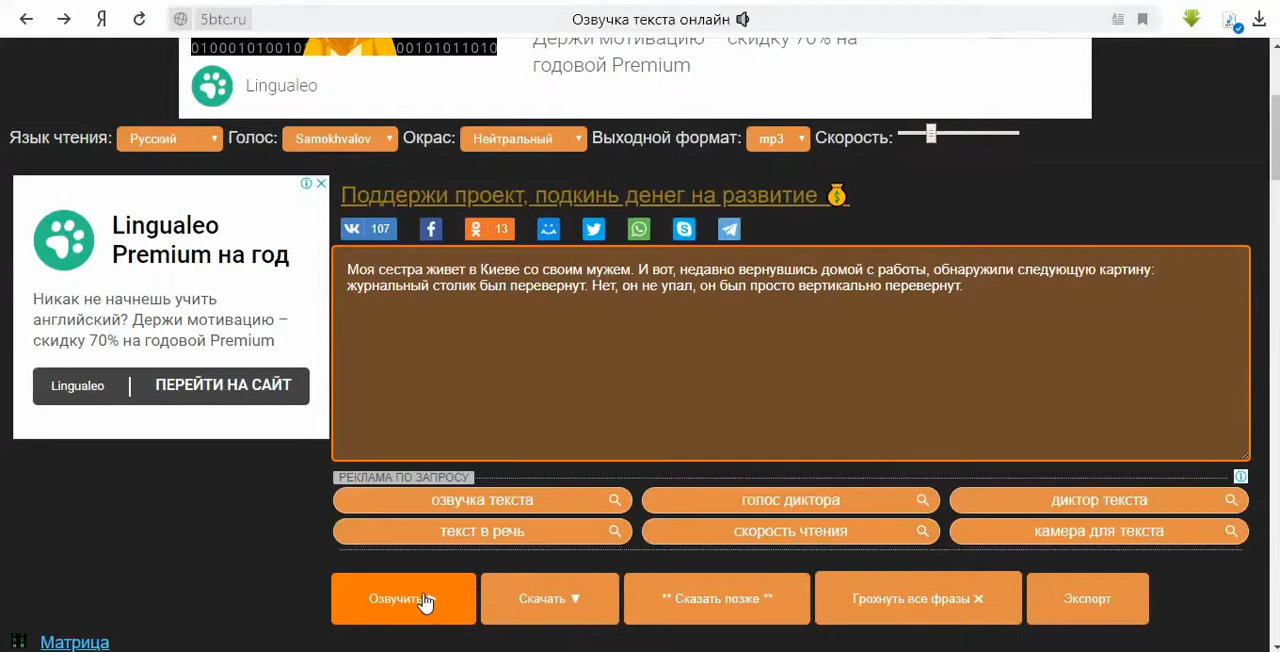 5btc.ru
Озвучка текста онлайн
010001010010 00101011010
Держи мотивацию – скидку 70% на
годовой Premium
Lingualeo
Язык чтения: Русский Голос: Samokhvalov Окрас: Нейтральный Выходной формат: mp3 Скорость:
Lingualeo
Premium на год
Никак не начнешь учить
английский? Держи мотивацию –
скидку 70% на годовой Premium
Lingualeo ПЕРЕЙТИ НА САЙТ
Поддержи проект, подкинь денег на развитие
107 13
Моя сестра живет в Киеве со своим мужем. И вот, недавно вернувшись домой с работы, обнаружили следующую картину:
журнальный столик был перевернут. Нет, он не упал, он был просто вертикально перевернут.
РЕКЛАМА ПО ЗАПРОСУ
озвучка текста голос диктора диктор текста
текст в речь скорость чтения камера для текста
Озвучить Скачать ▼ ** Сказать позже ** Грохнуть все фразы ✕ Экспорт
Матрица